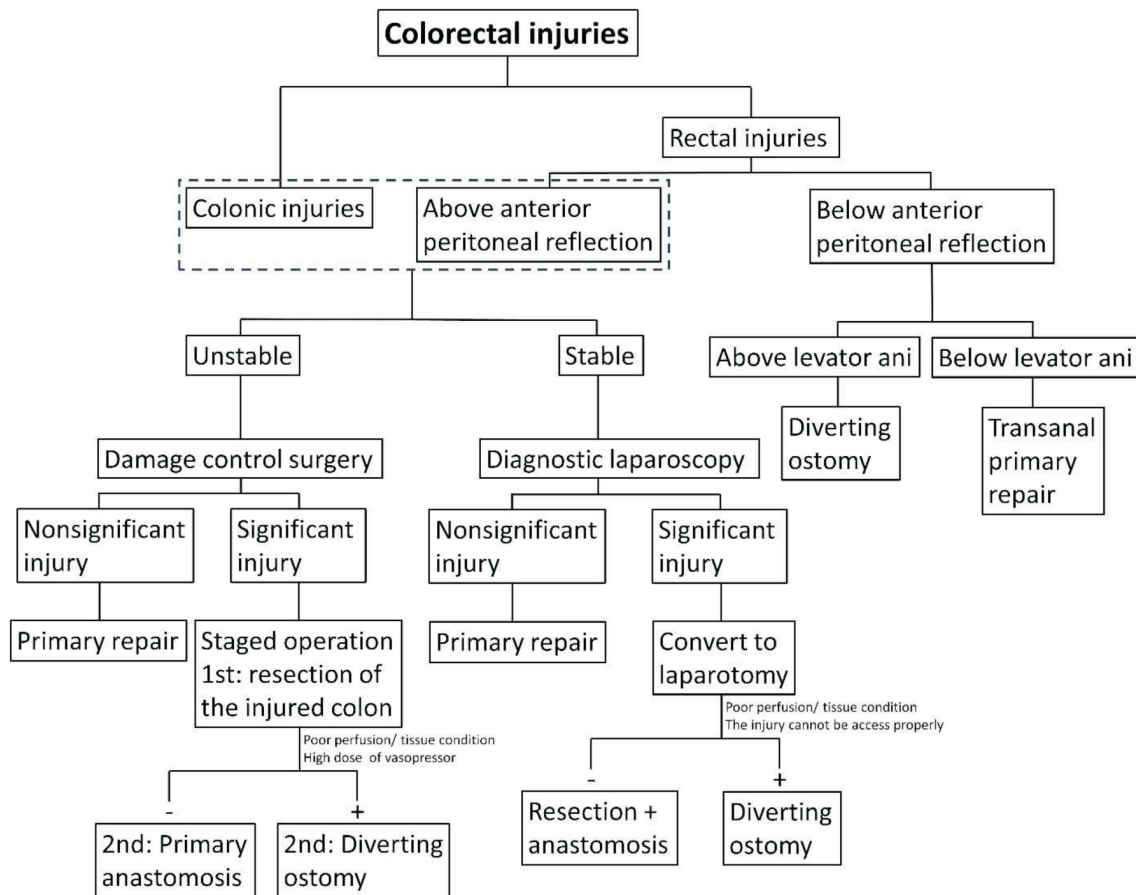 Colorectal injuries
Rectal injuries
Colonic injuries
Above anterior
peritoneal reflection
Below anterior
peritoneal reflection
Unstable
Stable
Above levator ani
Below levator ani
Diverting
ostomy
Transanal
primary
repair
Damage control surgery
Diagnostic laparoscopy
Nonsignificant
injury
Significant
injury
Nonsignificant
injury
Significant
injury
Primary repair
Staged operation
1st: resection of
the injured colon
Primary repair
Convert to
laparotomy
Poor perfusion/ tissue condition
High dose of vasopressor
Poor perfusion/ tissue condition
The injury cannot be access properly
-
+
-
+
2nd: Primary
anastomosis
2nd: Diverting
ostomy
Resection +
anastomosis
Diverting
ostomy